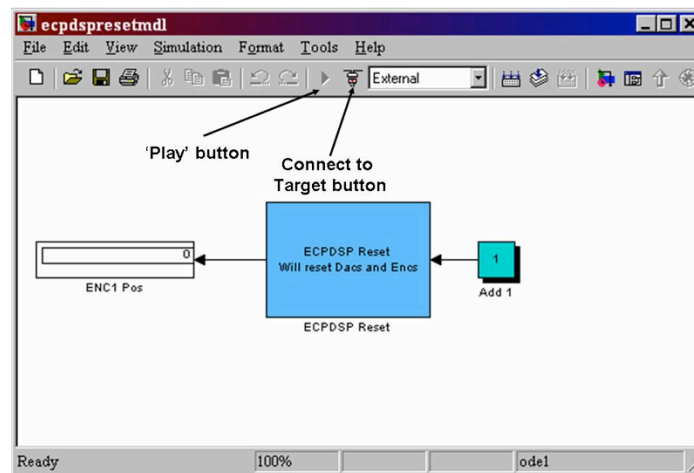 ecpdspresetmdl
File Edit View Simulation Format Tools Help
External
'Play' button
Connect to
Target button
0
ENC1 Pos
ECPDSP Reset
Will reset Dacs and Encs
ECPDSP Reset
1
Add 1
Ready 100% ode1